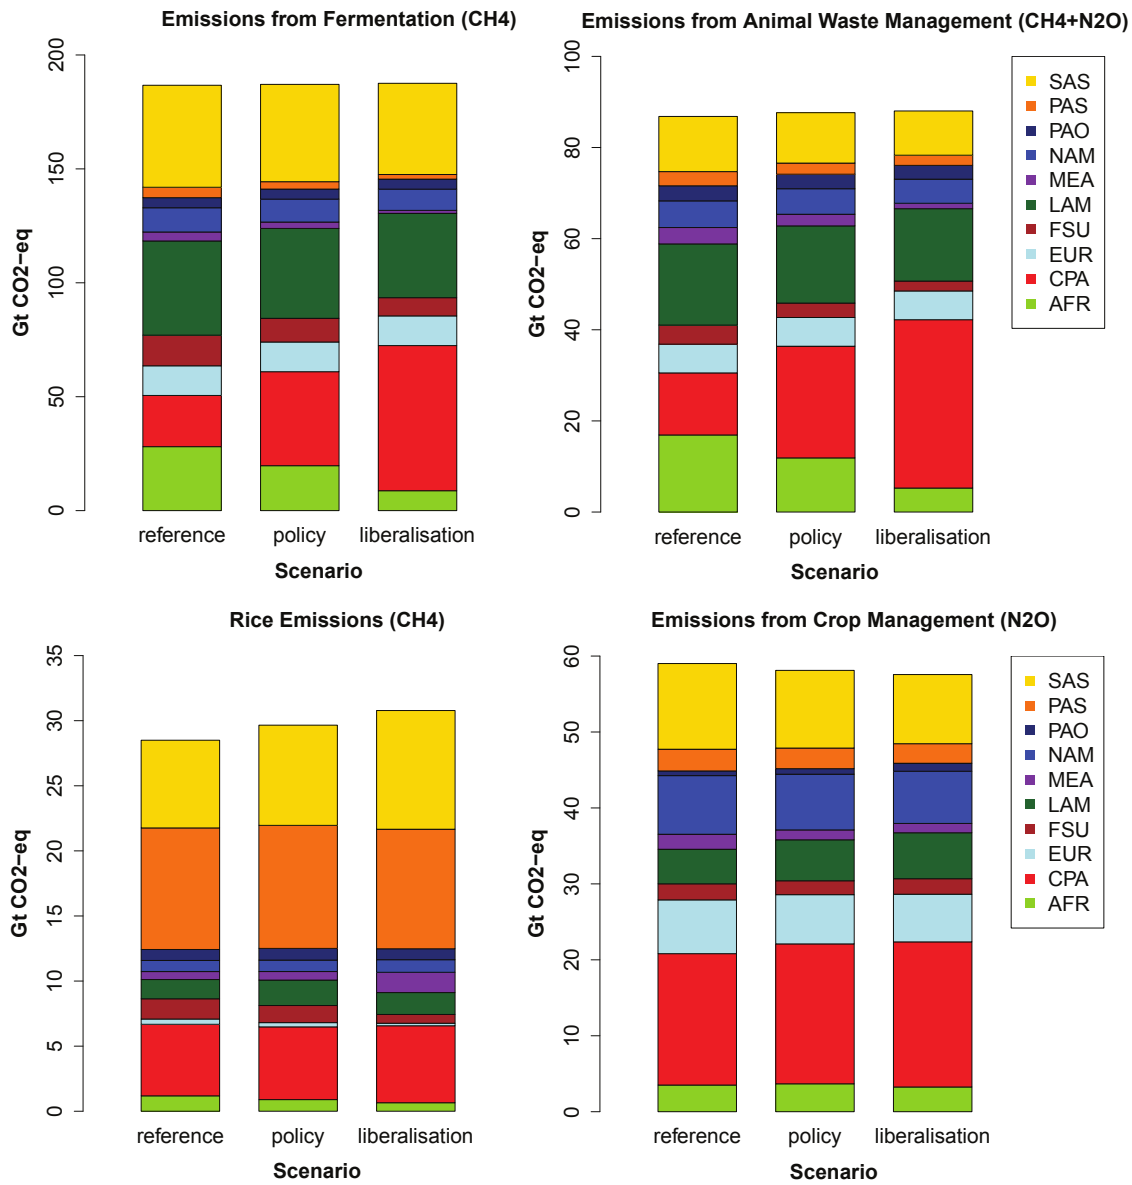 Emissions from Fermentation (CH4)
Gt CO2−eq
200
150
100
50
0
reference policy liberalisation
Scenario
Emissions from Animal Waste Management (CH4+N2O)
Gt CO2−eq
100
80
60
40
20
0
reference policy liberalisation
Scenario
SAS
PAS
PAO
NAM
MEA
LAM
FSU
EUR
CPA
AFR
Rice Emissions (CH4)
Gt CO2−eq
35
30
25
20
15
10
5
0
reference policy liberalisation
Scenario
Emissions from Crop Management (N2O)
Gt CO2−eq
60
50
40
30
20
10
0
reference policy liberalisation
Scenario
SAS
PAS
PAO
NAM
MEA
LAM
FSU
EUR
CPA
AFR